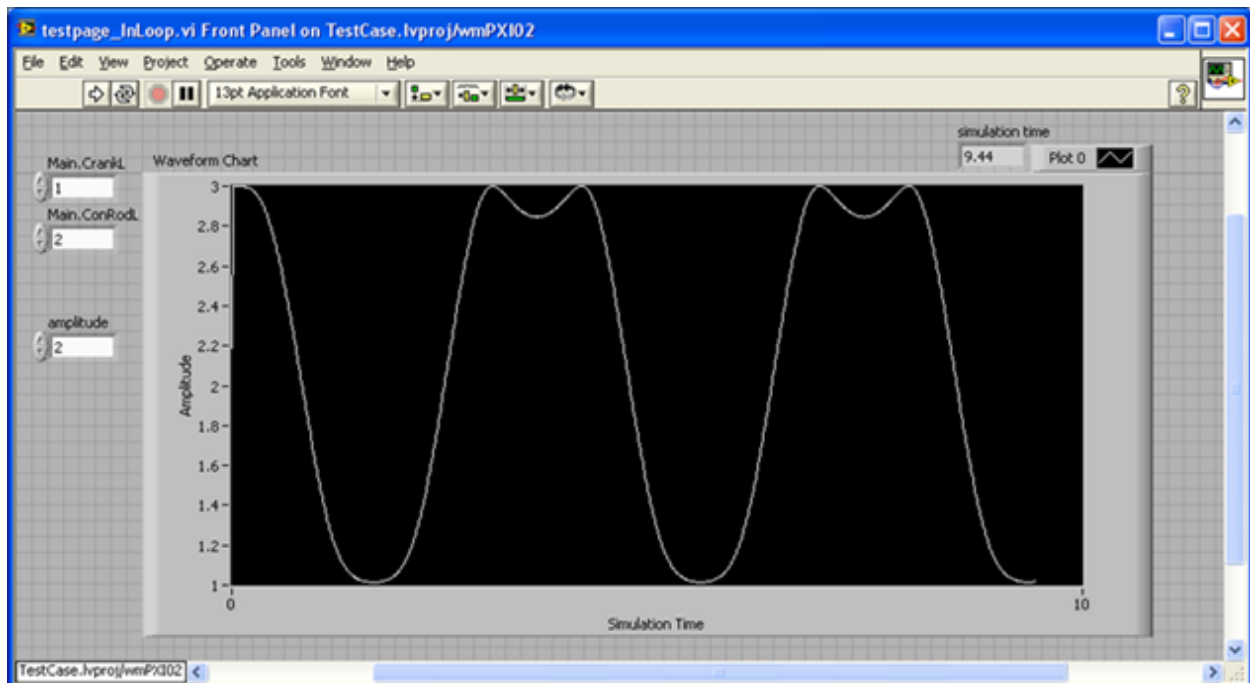 testpage_InLoop.vi Front Panel on TestCase.lvproj/wmPXI02
File Edit View Project Operate Tools Window Help
13pt Application Font
simulation time
9.44
Plot 0
Main.CrankL
1
Main.ConRodL
2
amplitude
2
Waveform Chart
3
2.8
2.6
2.4
2.2
2
1.8
1.6
1.4
1.2
1
Amplitude
0
10
Simulation Time
TestCase.lvproj/wmPXI02